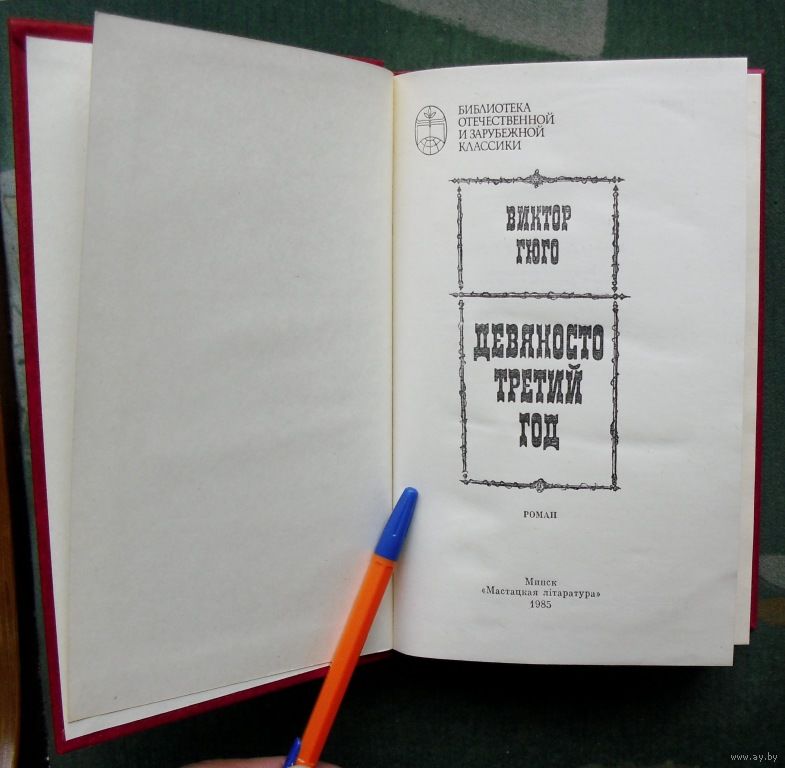 БИБЛИОТЕКА
ОТЕЧЕСТВЕННОЙ
И ЗАРУБЕЖНОЙ
КЛАССИКИ
ВИКТОР
ГЮГО
ДЕВЯНОСТО
ТРЕТИЙ
ГОД
РОМАН
Минск
«Мастацкая літаратура»
1985
www.ay.by